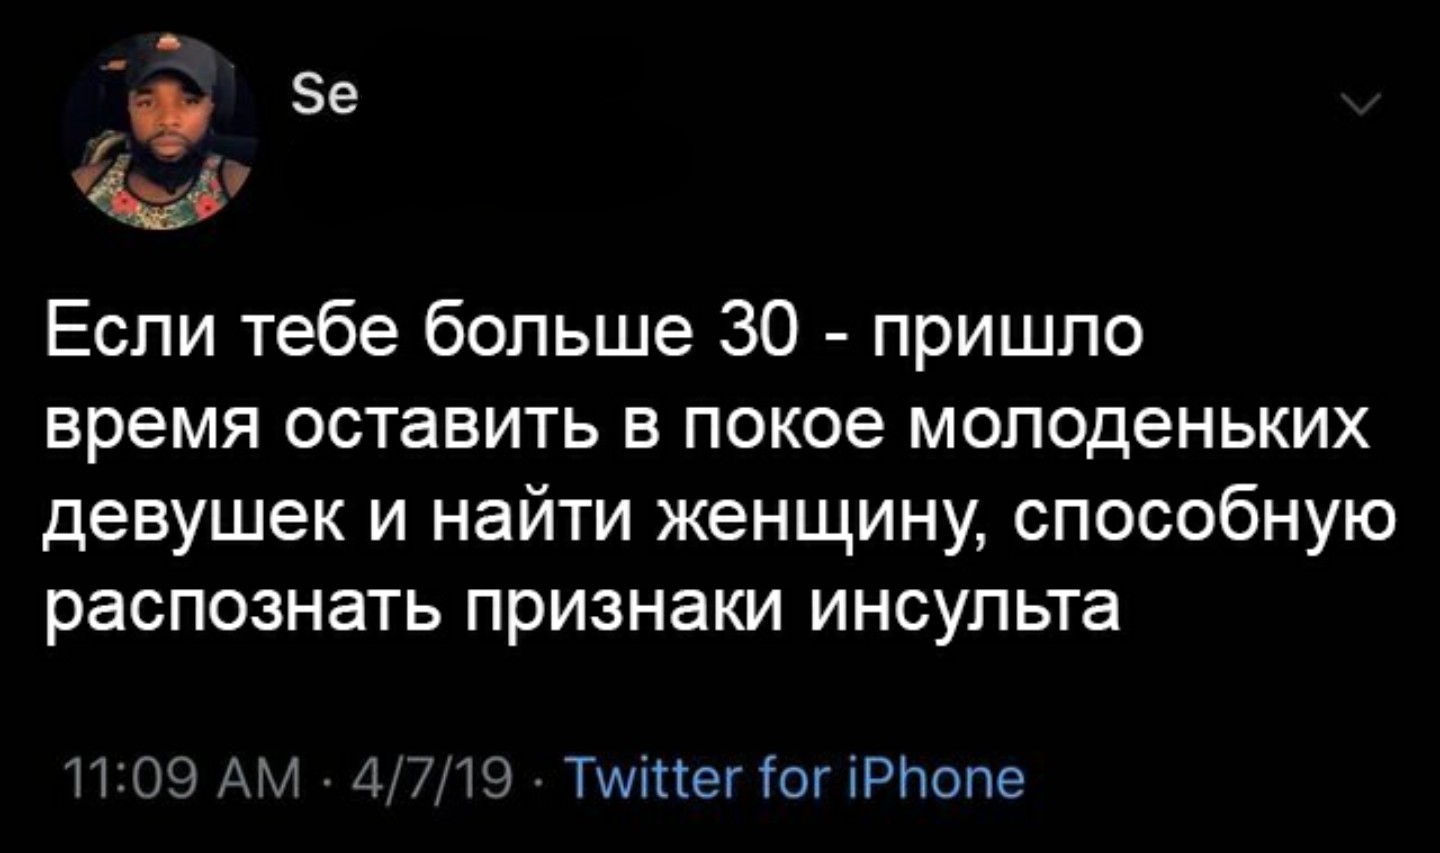 Se
Если тебе больше 30 - пришло
время оставить в покое молоденьких
девушек и найти женщину, способную
распознать признаки инсульта
11:09 AM · 4/7/19 · Twitter for iPhone